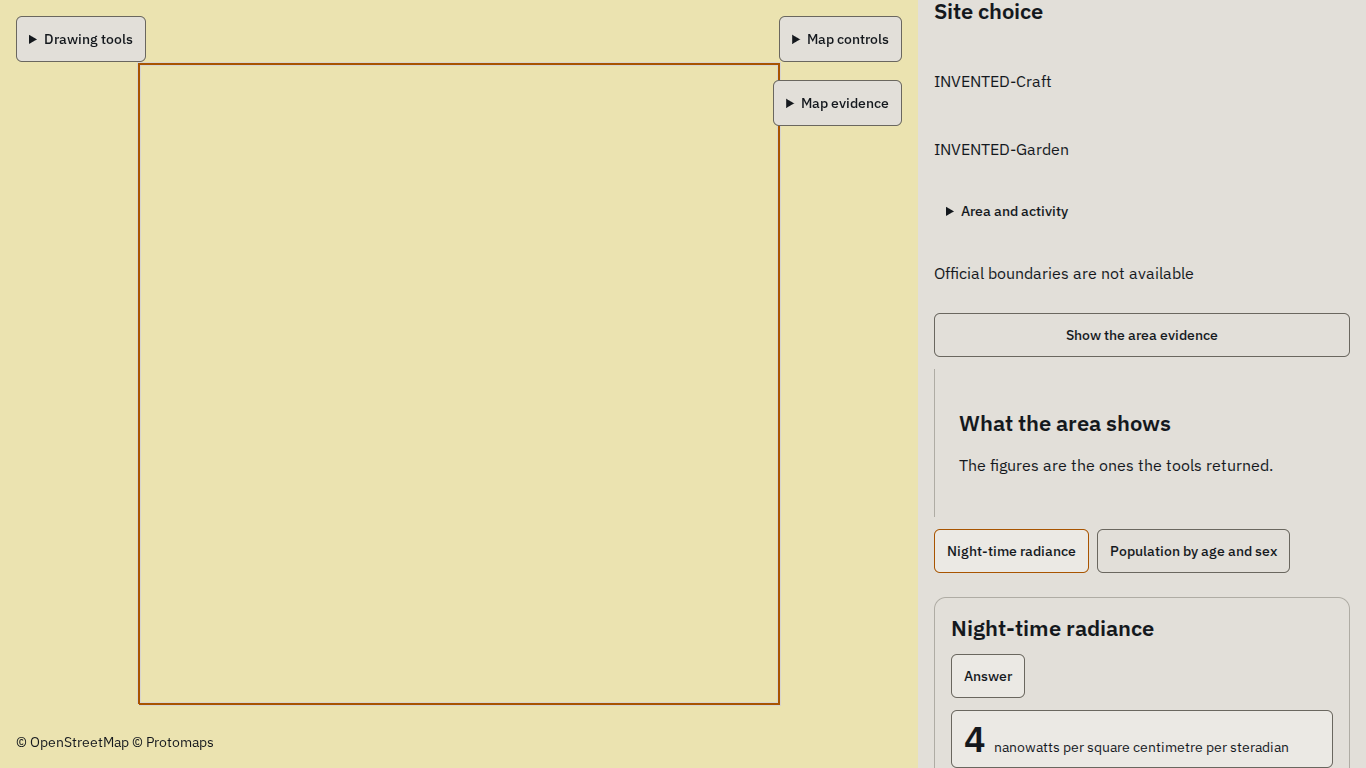 Drawing tools
Map controls
Map evidence
© OpenStreetMap © Protomaps
Site choice
INVENTED-Craft
INVENTED-Garden
Area and activity
Official boundaries are not available
Show the area evidence
What the area shows
The figures are the ones the tools returned.
Night-time radiance
Population by age and sex
Night-time radiance
Answer
4 nanowatts per square centimetre per steradian